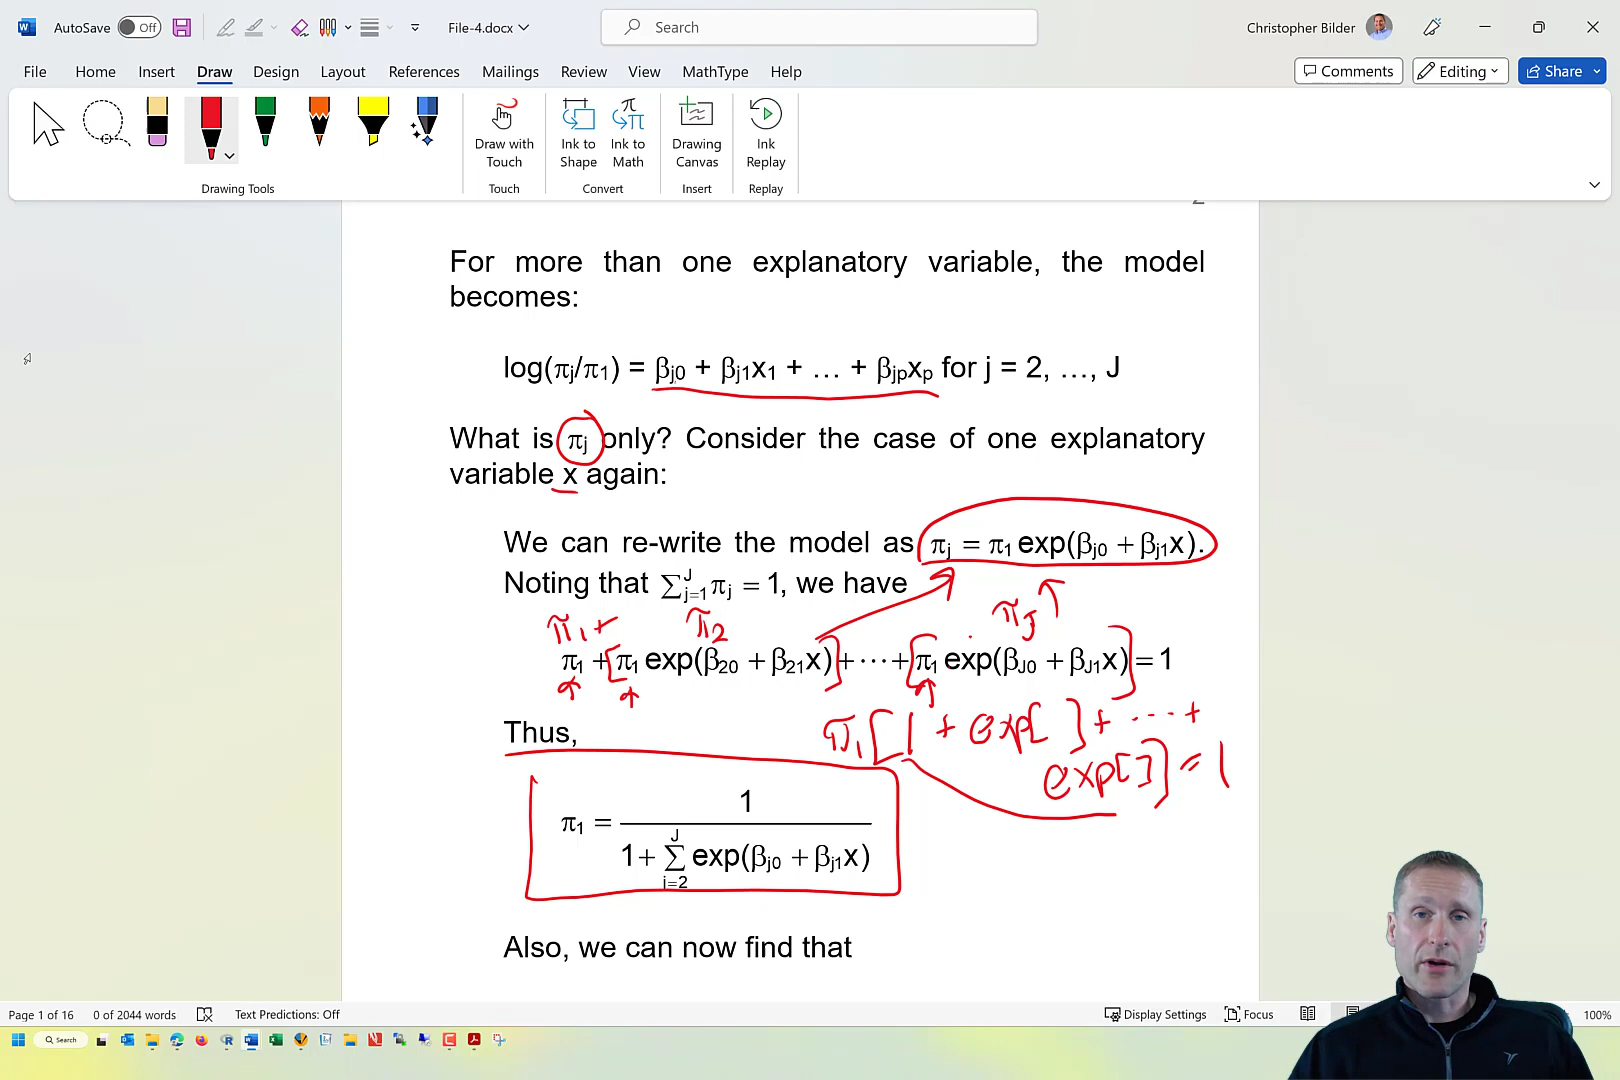 AutoSave Off File-4.docx Search Christopher Bilder
File Home Insert Draw Design Layout References Mailings Review View MathType Help Comments Editing Share
Draw with Touch Ink to Shape Ink to Math Drawing Canvas Ink Replay
Drawing Tools Touch Convert Insert Replay
For more than one explanatory variable, the model
becomes:
log(πj/π1) = βj0 + βj1x1 + … + βjpxp for j = 2, …, J
What is πj only? Consider the case of one explanatory
variable x again:
We can re-write the model as πj = π1 exp(βj0 + βj1x).
Noting that ∑j=1J πj = 1, we have
π1 + π2 πJ
π1 + [π1 exp(β20 + β21x)] + ⋯ + [π1 exp(βJ0 + βJ1x)] = 1
Thus,
π1 [1 + exp[ ] + ⋯ +
exp[ ]] = 1
1
π1 =
J
1+ ∑ exp(βj0 + βj1x)
j=2
Also, we can now find that
Page 1 of 16 0 of 2044 words Text Predictions: Off Display Settings Focus 100%
Search